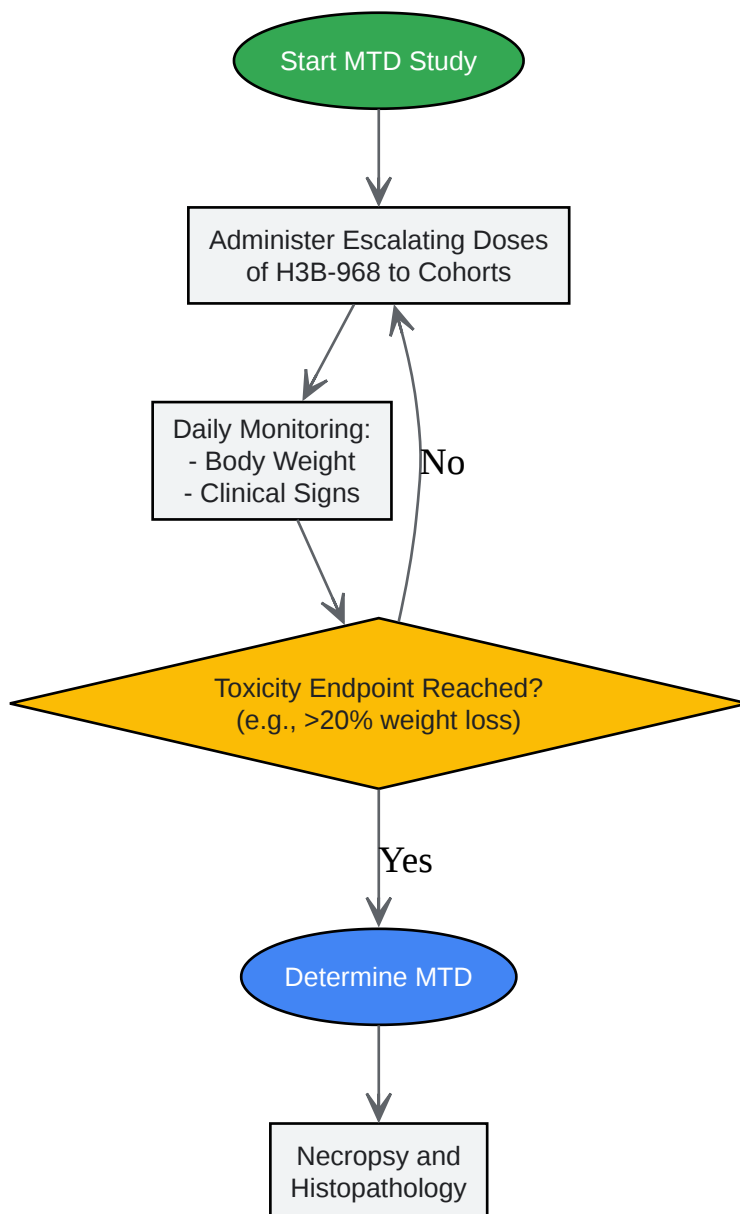 Start MTD Study
Administer Escalating Doses
of H3B-968 to Cohorts
Daily Monitoring:
- Body Weight
- Clinical Signs
No
Toxicity Endpoint Reached?
(e.g., >20% weight loss)
Yes
Determine MTD
Necropsy and
Histopathology